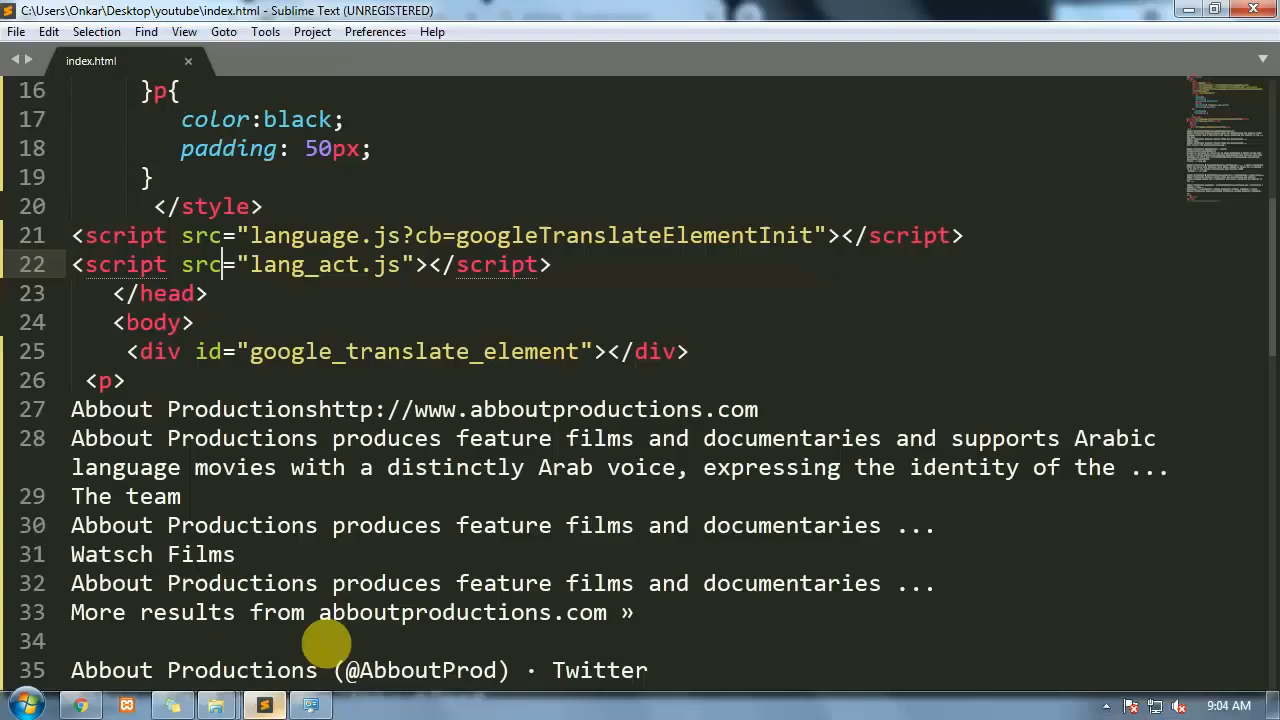 C:\Users\Onkar\Desktop\youtube\index.html - Sublime Text (UNREGISTERED)
File Edit Selection Find View Goto Tools Project Preferences Help
index.html
16 }p{
17 color:black;
18 padding: 50px;
19 }
20 </style>
21 <script src="language.js?cb=googleTranslateElementInit"></script>
22 <script src="lang_act.js"></script>
23 </head>
24 <body>
25 <div id="google_translate_element"></div>
26 <p>
27 Abbout Productionshttp://www.abboutproductions.com
28 Abbout Productions produces feature films and documentaries and supports Arabic
language movies with a distinctly Arab voice, expressing the identity of the ...
29 The team
30 Abbout Productions produces feature films and documentaries ...
31 Watsch Films
32 Abbout Productions produces feature films and documentaries ...
33 More results from abboutproductions.com »
34
35 Abbout Productions (@AbboutProd) · Twitter
9:04 AM